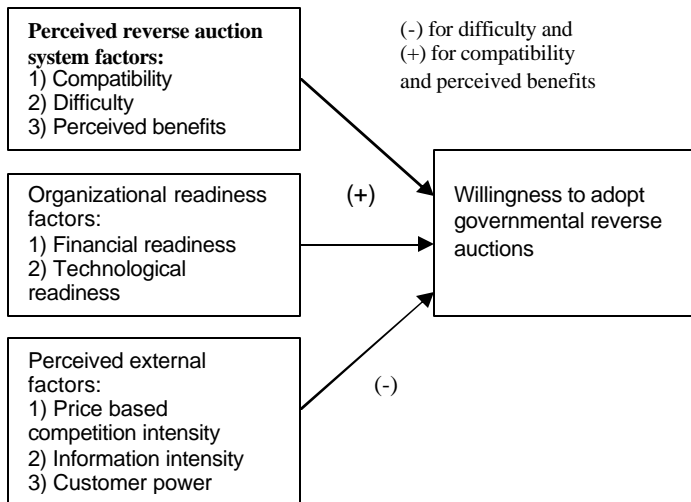 Perceived reverse auction
system factors:
1) Compatibility
2) Difficulty
3) Perceived benefits
(-) for difficulty and
(+) for compatibility
and perceived benefits
Organizational readiness
factors:
1) Financial readiness
2) Technological
readiness
(+)
Willingness to adopt
governmental reverse
auctions
Perceived external
factors:
1) Price based
competition intensity
2) Information intensity
3) Customer power
(-)